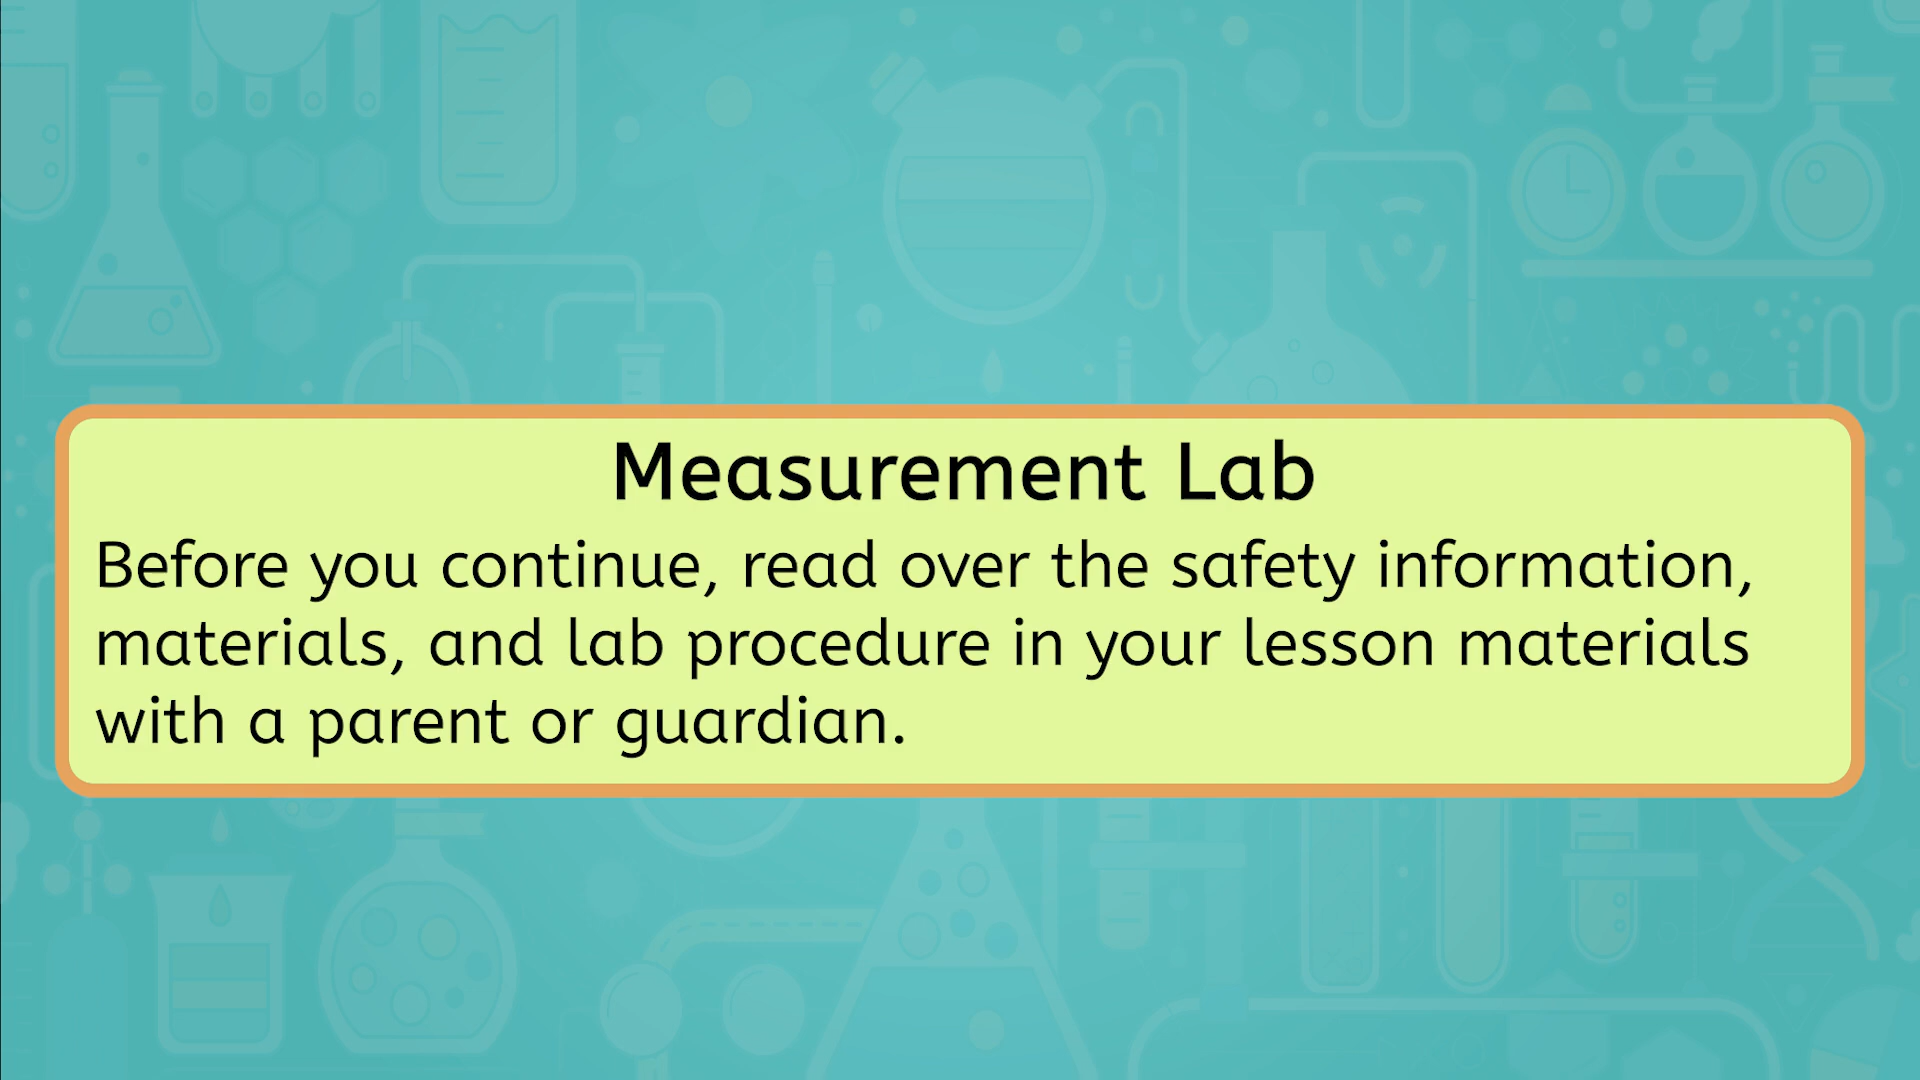 Measurement Lab
Before you continue, read over the safety information,
materials, and lab procedure in your lesson materials
with a parent or guardian.